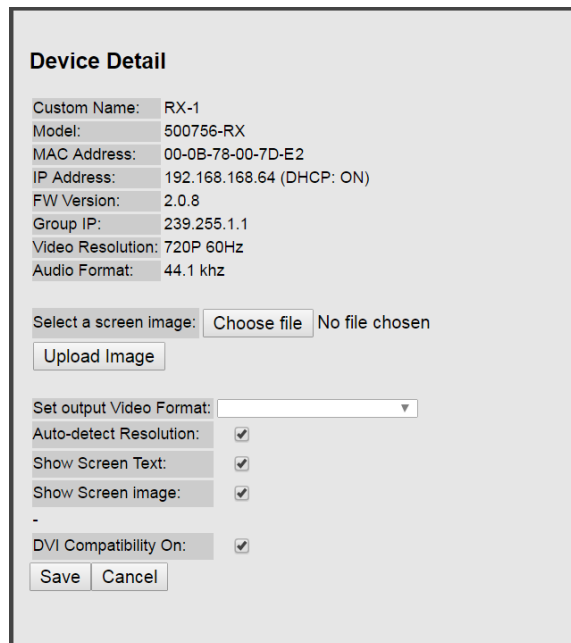 Device Detail
Custom Name: RX-1
Model: 500756-RX
MAC Address: 00-0B-78-00-7D-E2
IP Address: 192.168.168.64 (DHCP: ON)
FW Version: 2.0.8
Group IP: 239.255.1.1
Video Resolution: 720P 60Hz
Audio Format: 44.1 khz
Select a screen image: Choose file No file chosen
Upload Image
Set output Video Format:
Auto-detect Resolution:
Show Screen Text:
Show Screen image:
-
DVI Compatibility On:
Save Cancel